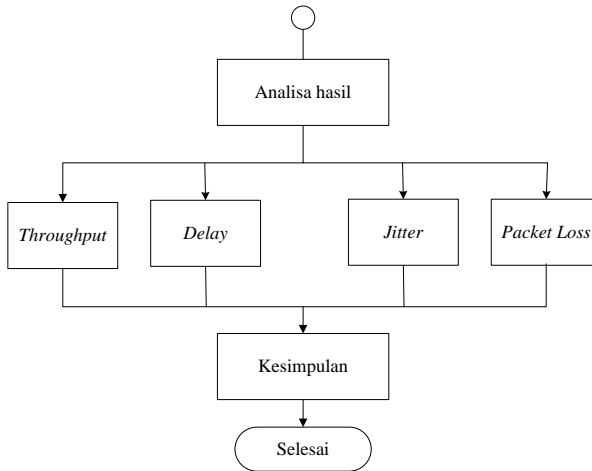 Analisa hasil
Throughput
Delay
Jitter
Packet Loss
Kesimpulan
Selesai